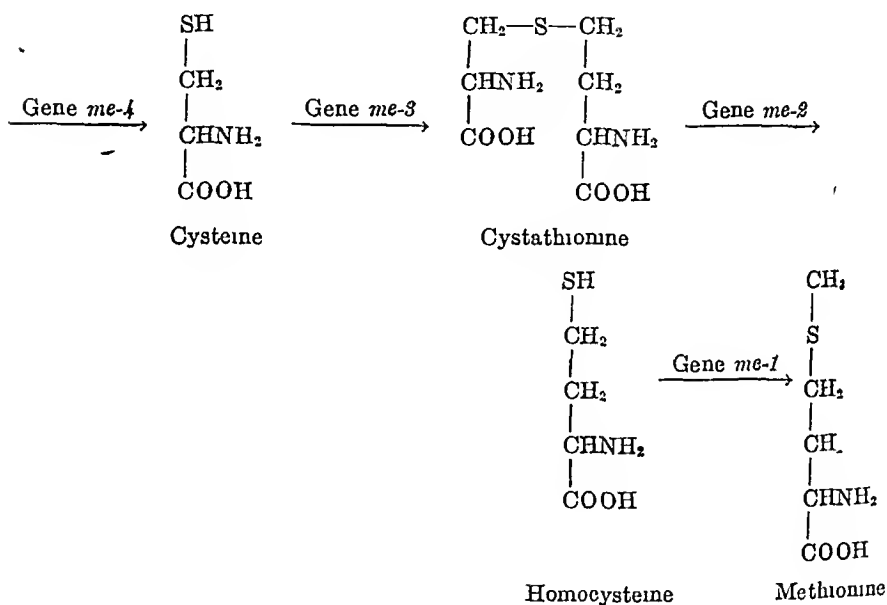 SH
CH₂—S—CH₂
CH₂
CHNH₂
CH₂
Gene me-4
CHNH₂
Gene me-3
COOH
CHNH₂
Gene me-2
COOH
COOH
Cysteine
Cystathionine
SH
CH₃
CH₂
S
Gene me-1
CH₂
CH₂
CHNH₂
CH
COOH
CHNH₂
COOH
Homocysteine
Methionine